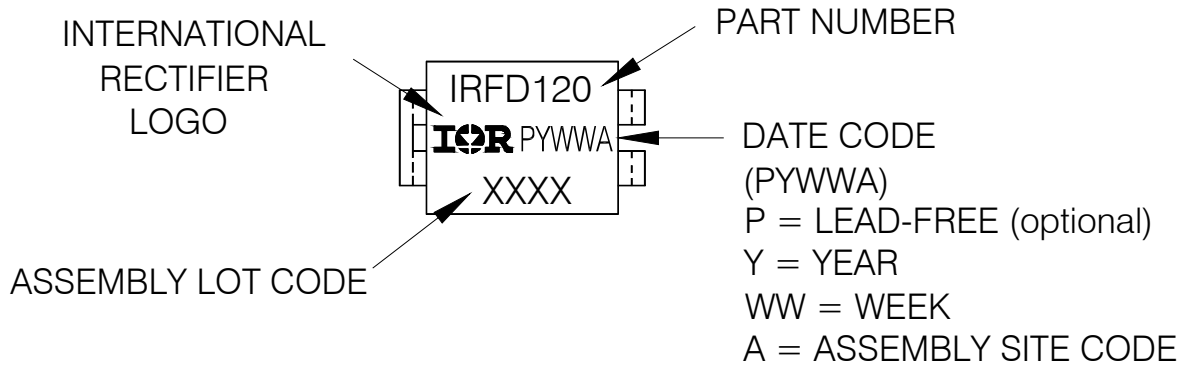 INTERNATIONAL
RECTIFIER
LOGO
PART NUMBER
IRFD120
IOR PYWWA
XXXX
ASSEMBLY LOT CODE
DATE CODE
(PYWWA)
P = LEAD-FREE (optional)
Y = YEAR
WW = WEEK
A = ASSEMBLY SITE CODE